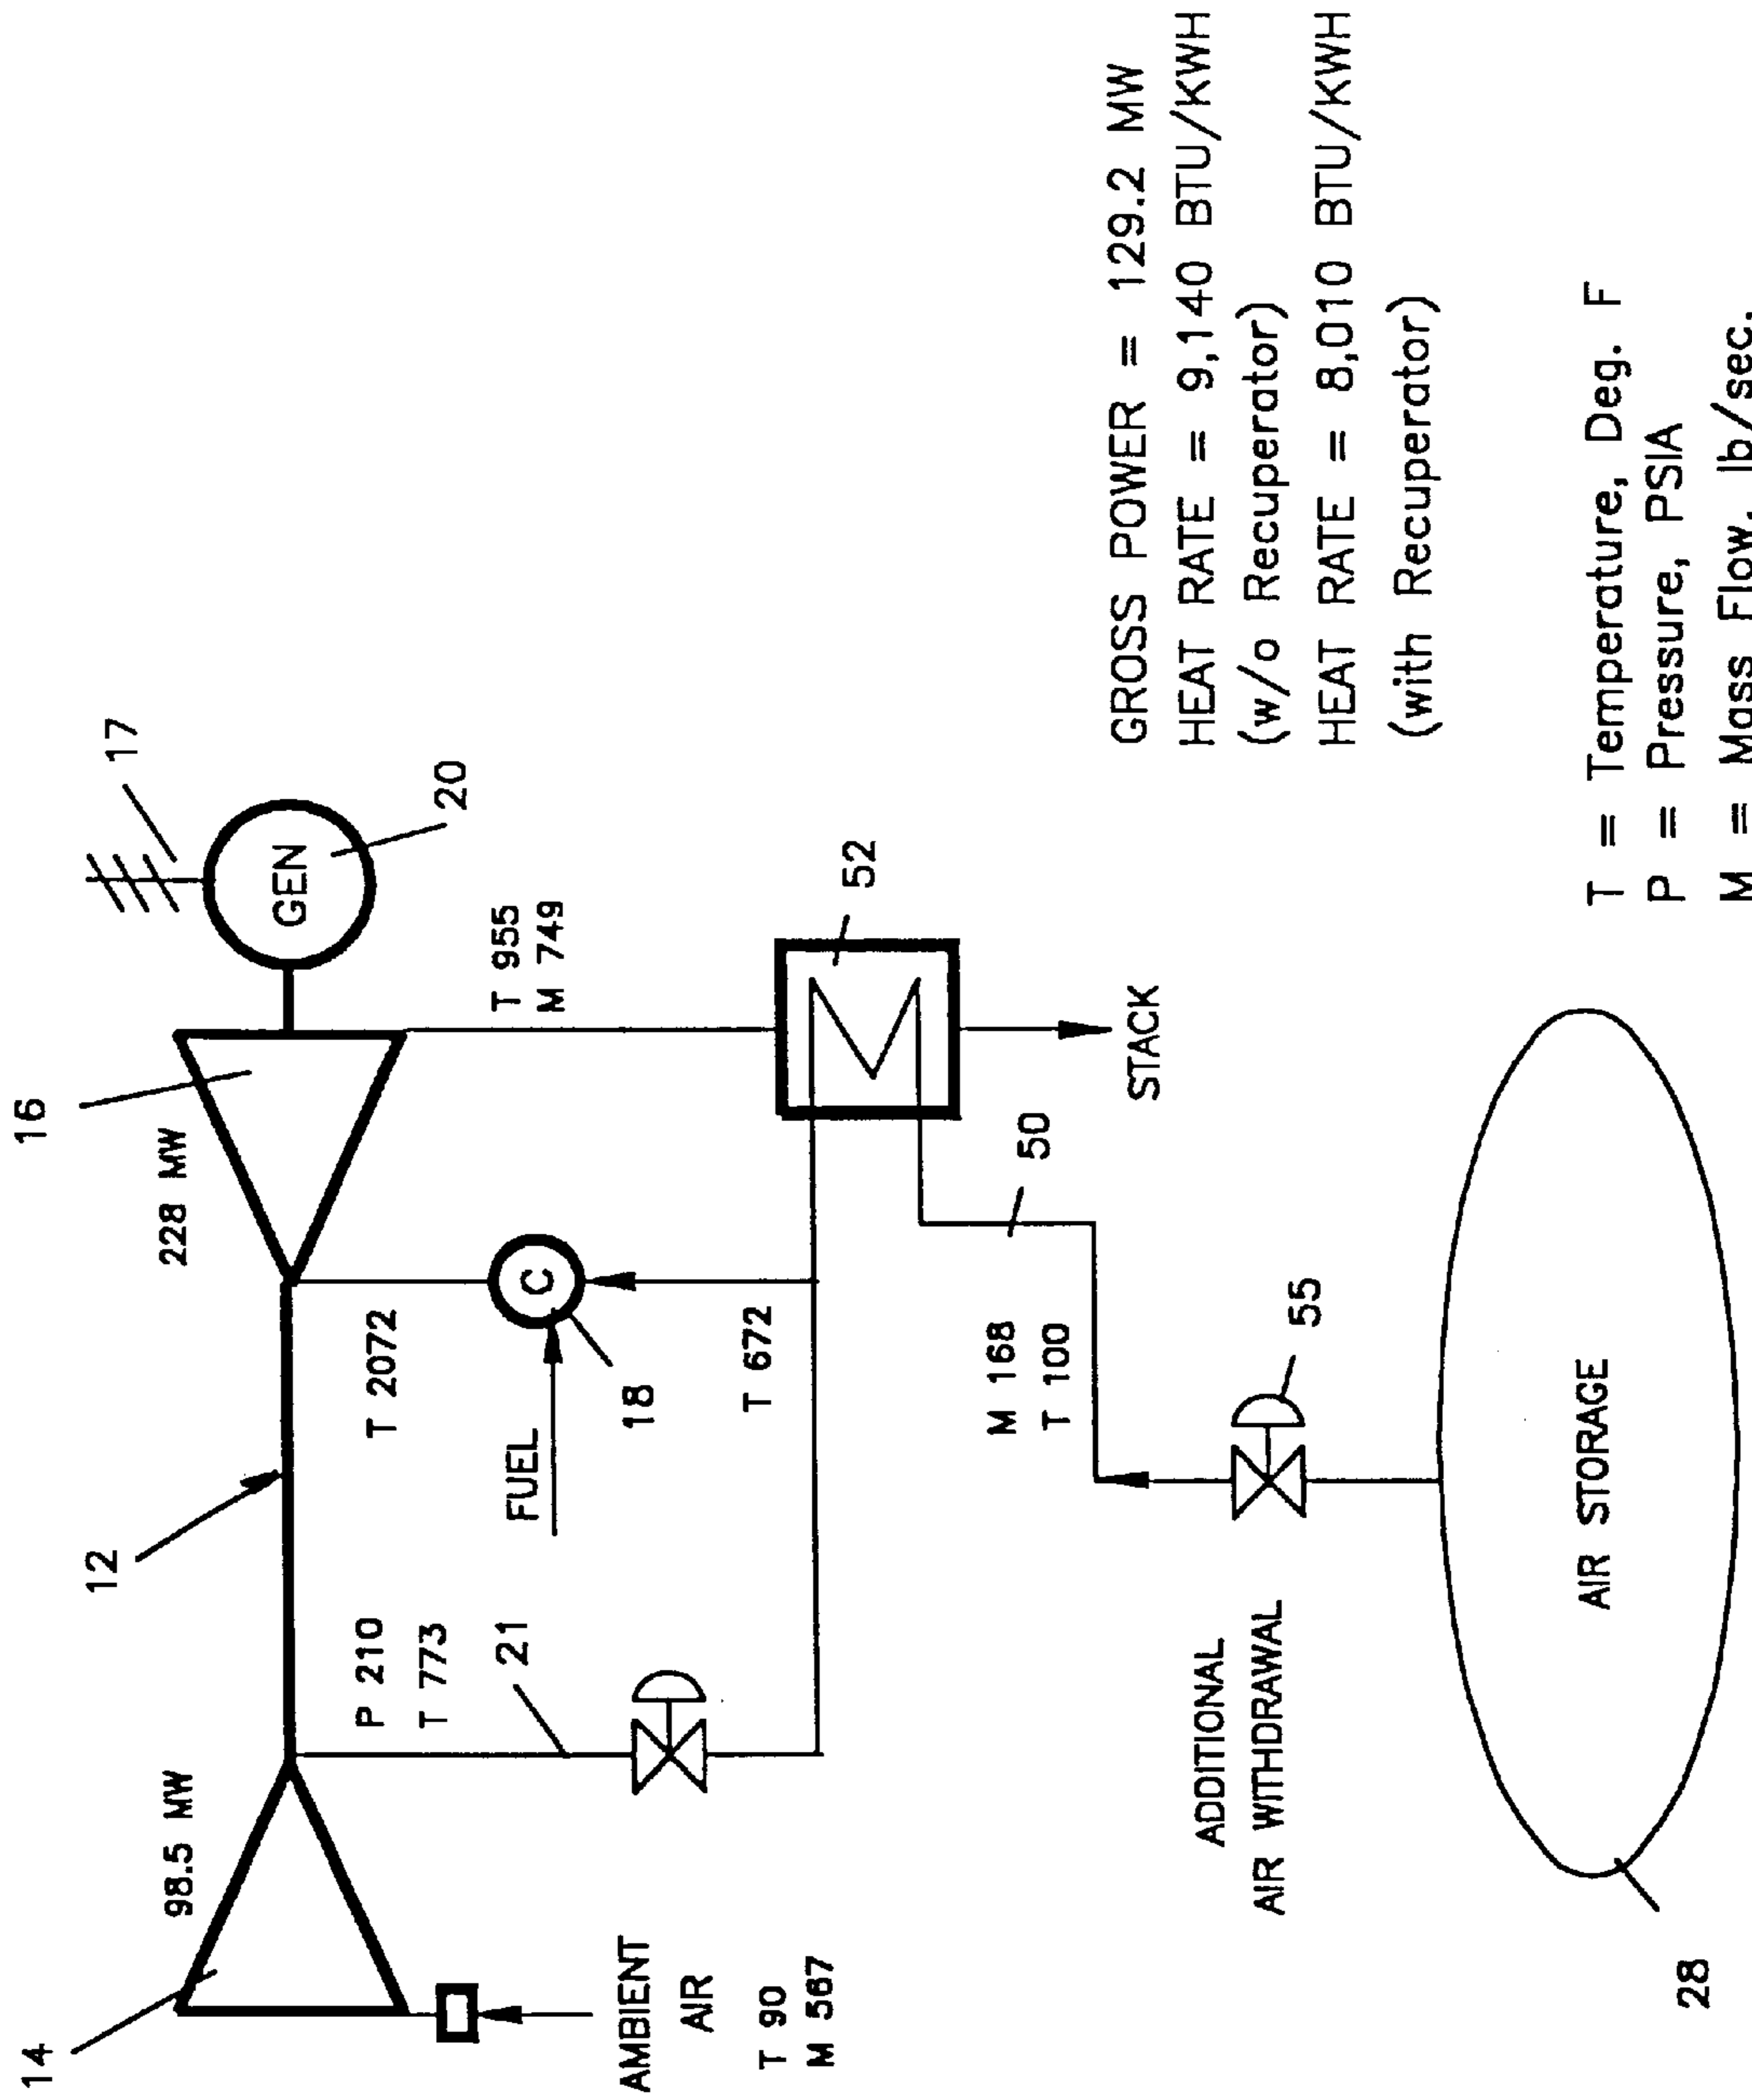 14
98.5 MW
AMBIENT
AIR
T 90
M 567
P 210
T 773
21
12
T 2072
FUEL
18
C
T 672
228 MW
16
17
GEN
20
T 955
M 749
52
STACK
50
M 168
T 100
55
ADDITIONAL
AIR WITHDRAWAL
AIR STORAGE
28
GROSS POWER = 129.2 MW
HEAT RATE = 9,140 BTU/KWH
(w/o Recuperator)
HEAT RATE = 8,010 BTU/KWH
(with Recuperator)
T = Temperature, Deg. F
P = Pressure, PSIA
M = Mass Flow, lb/sec.